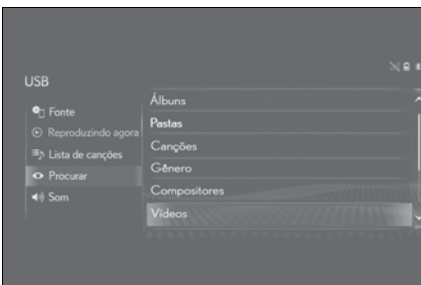 USB
Fonte
Reproduzindo agora
Lista de canções
Procurar
Som
Álbuns
Pastas
Canções
Gênero
Compositores
Vídeos